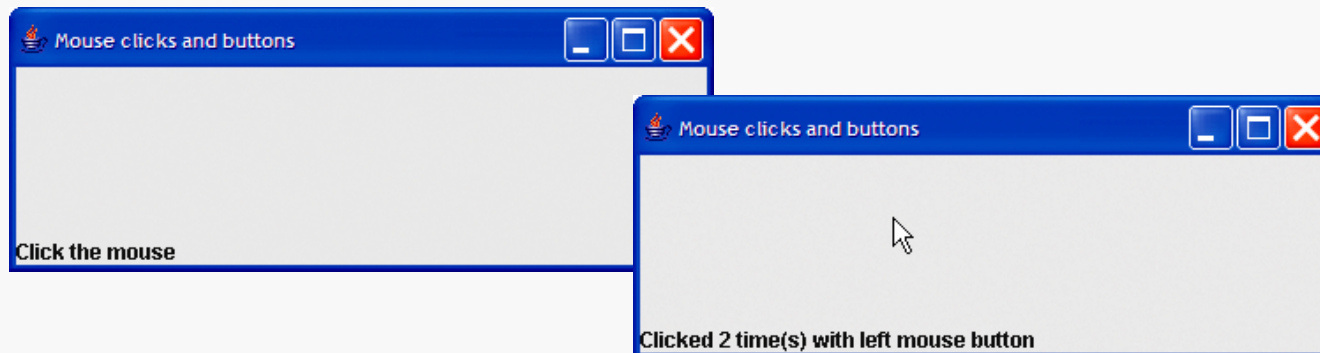 Mouse clicks and buttons
Click the mouse
Mouse clicks and buttons
Clicked 2 time(s) with left mouse button